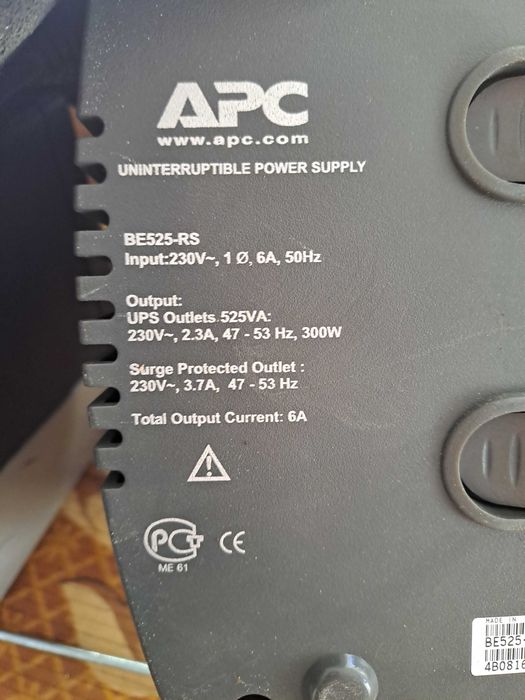 APC
www.apc.com
UNINTERRUPTIBLE POWER SUPPLY
BE525-RS
Input:230V~, 1 Ø, 6A, 50Hz
Output:
UPS Outlets 525VA:
230V~, 2.3A, 47 - 53 Hz, 300W
Surge Protected Outlet :
230V~, 3.7A, 47 - 53 Hz
Total Output Current: 6A
РСТ CE
ME 61
MADE IN
BE525-
4B0816